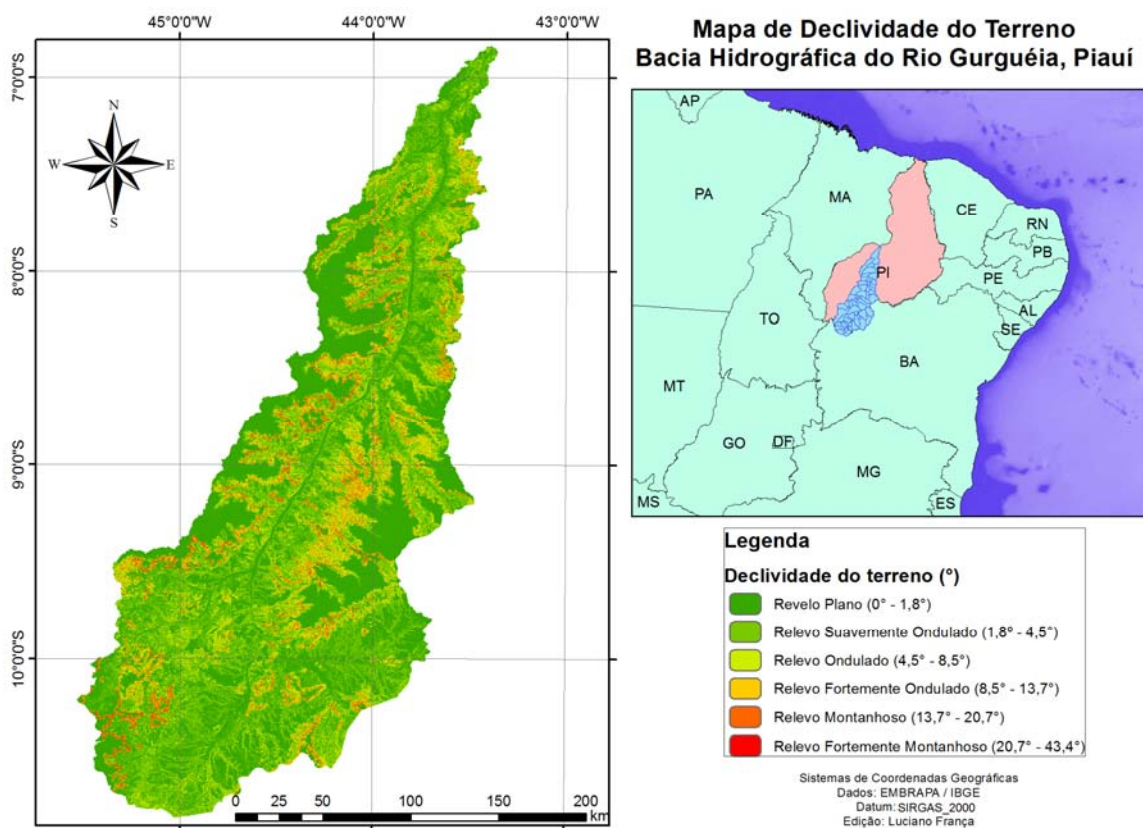 45°0'0"W 44°0'0"W 43°0'0"W
7°0'0"S
8°0'0"S
9°0'0"S
10°0'0"S
N
W E
S
0 25 50 100 150 200
km
Mapa de Declividade do Terreno
Bacia Hidrográfica do Rio Gurguéia, Piauí
AP
PA
MA
CE
RN
PB
PI
PE
AL
SE
TO
BA
MT
GO
DF
MG
MS
ES
Legenda
Declividade do terreno (°)
Revelo Plano (0° - 1,8°)
Relevo Suavemente Ondulado (1,8° - 4,5°)
Relevo Ondulado (4,5° - 8,5°)
Relevo Fortemente Ondulado (8,5° - 13,7°)
Relevo Montanhoso (13,7° - 20,7°)
Relevo Fortemente Montanhoso (20,7° - 43,4°)
Sistemas de Coordenadas Geográficas
Dados: EMBRAPA / IBGE
Datum: SIRGAS_2000
Edição: Luciano França